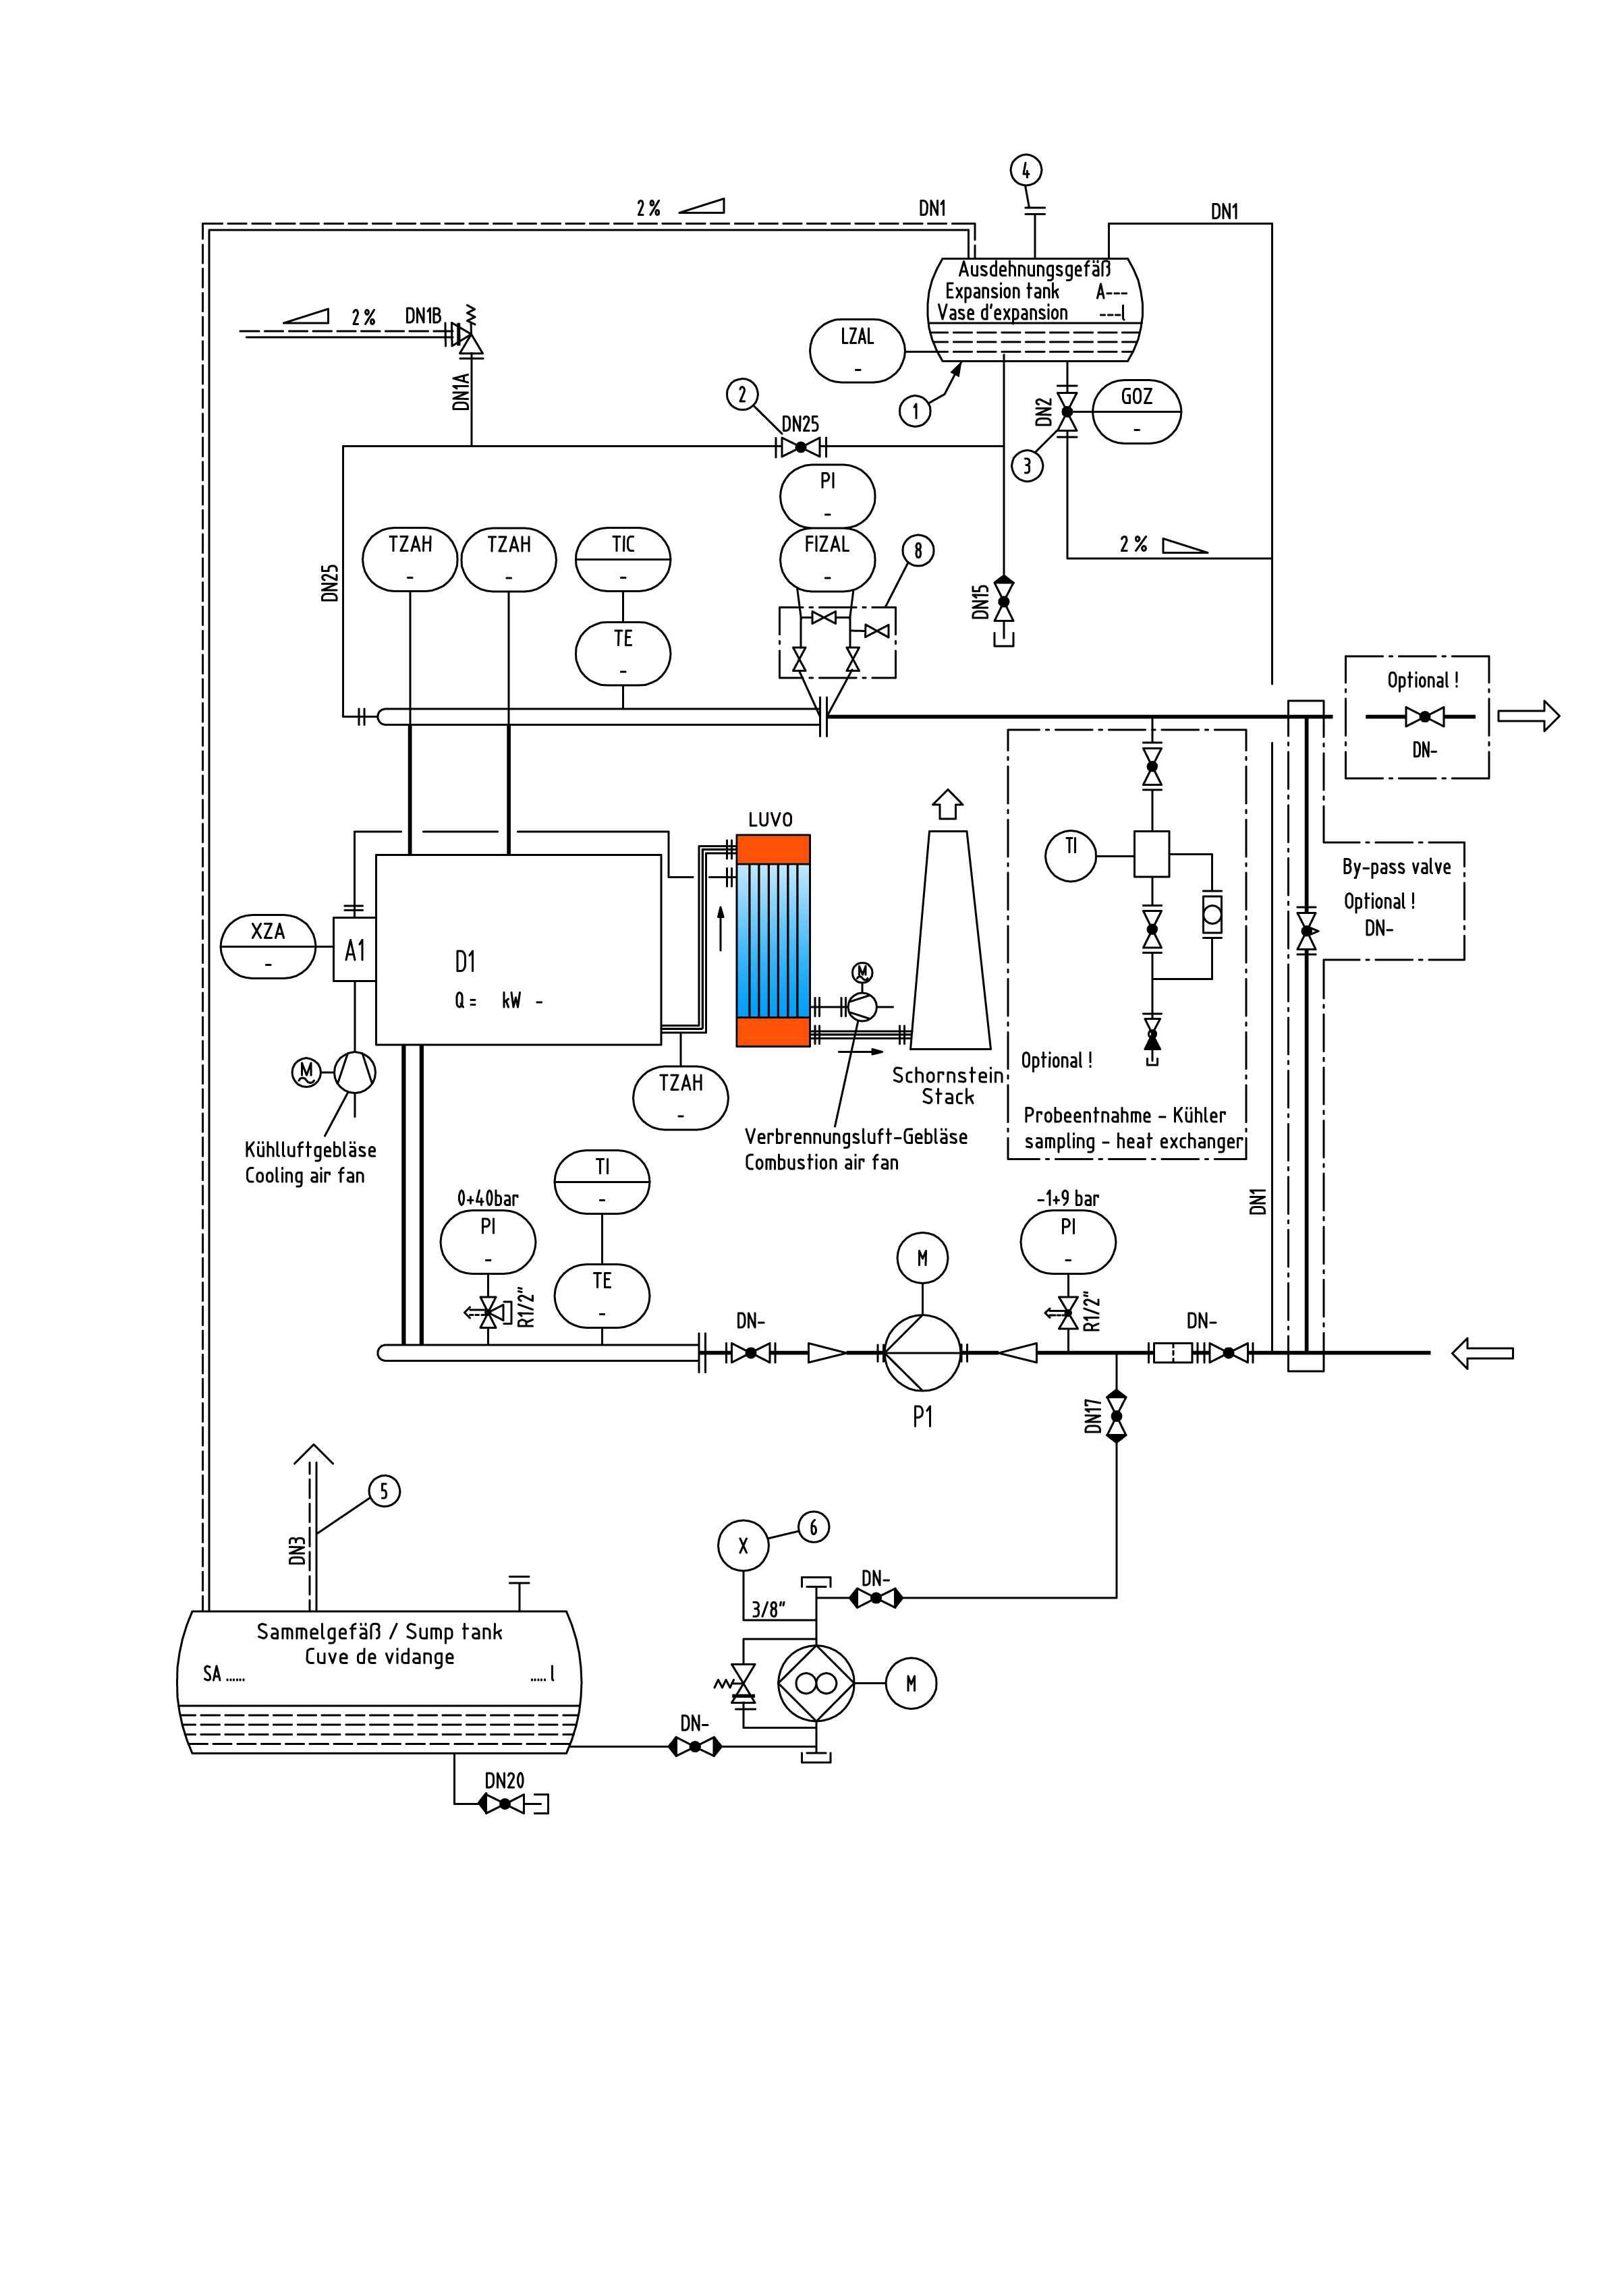 4
2 %
DN1
DN1
Ausdehnungsgefäß
Expansion tank A---
Vase d'expansion ---l
2 %
DN1B
LZAL
-
DN1A
2
1
DN2
GOZ
-
DN25
3
PI
-
TZAH
-
TZAH
-
TIC
-
FIZAL
-
8
2 %
DN25
DN15
TE
-
Optional !
DN-
LUVO
TI
By-pass valve
Optional !
DN-
XZA
-
A1
D1
Q = kW -
M
M
TZAH
-
Schornstein
Stack
Optional !
Probeentnahme - Kühler
sampling - heat exchanger
Kühlluftgebläse
Cooling air fan
Verbrennungsluft-Gebläse
Combustion air fan
TI
-
0+40bar
PI
-
-1+9 bar
PI
-
DN1
M
TE
-
R1/2"
R1/2"
DN-
DN-
P1
DN17
5
DN3
6
X
DN-
3/8"
Sammelgefäß / Sump tank
Cuve de vidange
SA ...... ..... l
M
DN-
DN20